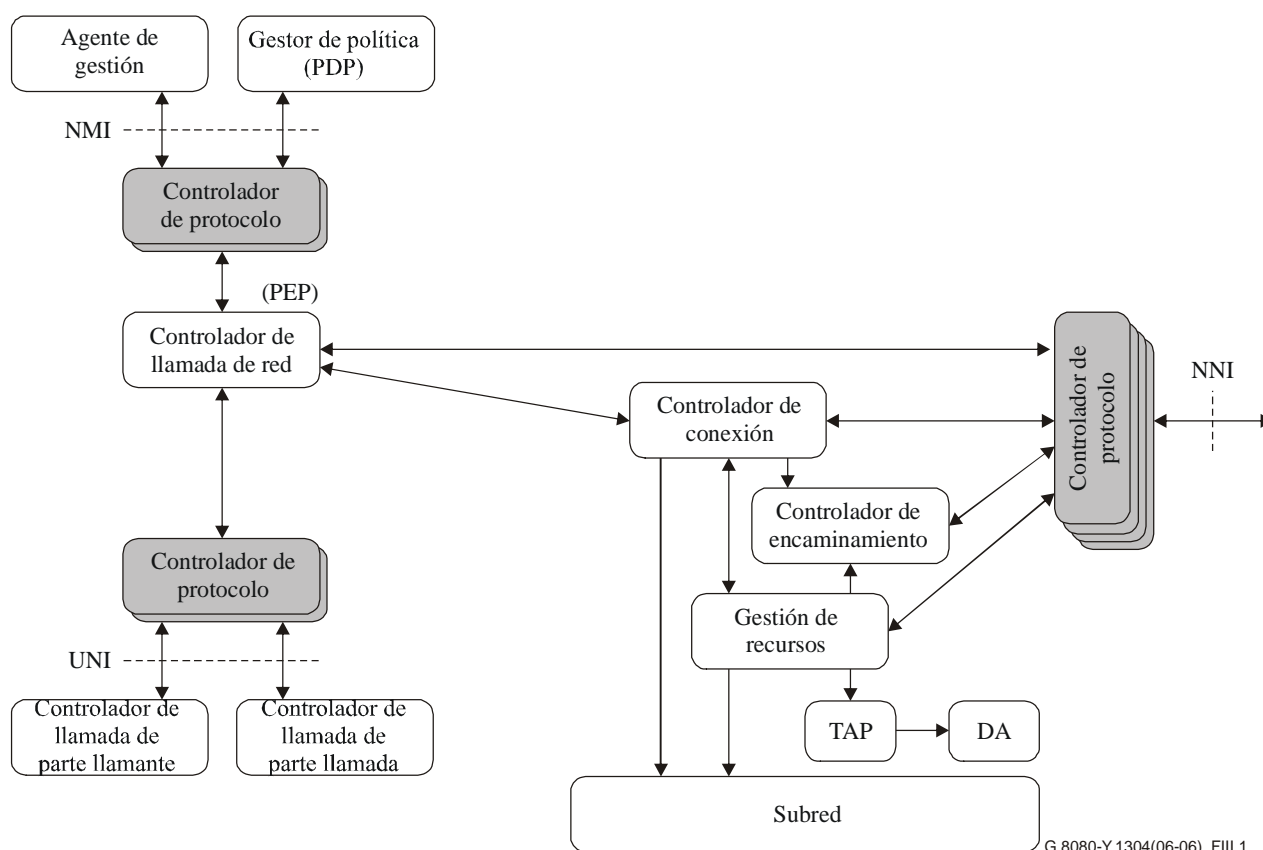 Agente de
gestión
Gestor de política
(PDP)
NMI
Controlador
de protocolo
(PEP)
Controlador de
llamada de red
Controlador de
conexión
Controlador de
protocolo
NNI
Controlador de
encaminamiento
Controlador de
protocolo
Gestión de
recursos
UNI
Controlador de
llamada de
parte llamante
Controlador de
llamada de
parte llamada
TAP
DA
Subred
G.8080-Y.1304(06-06)_FIII.1